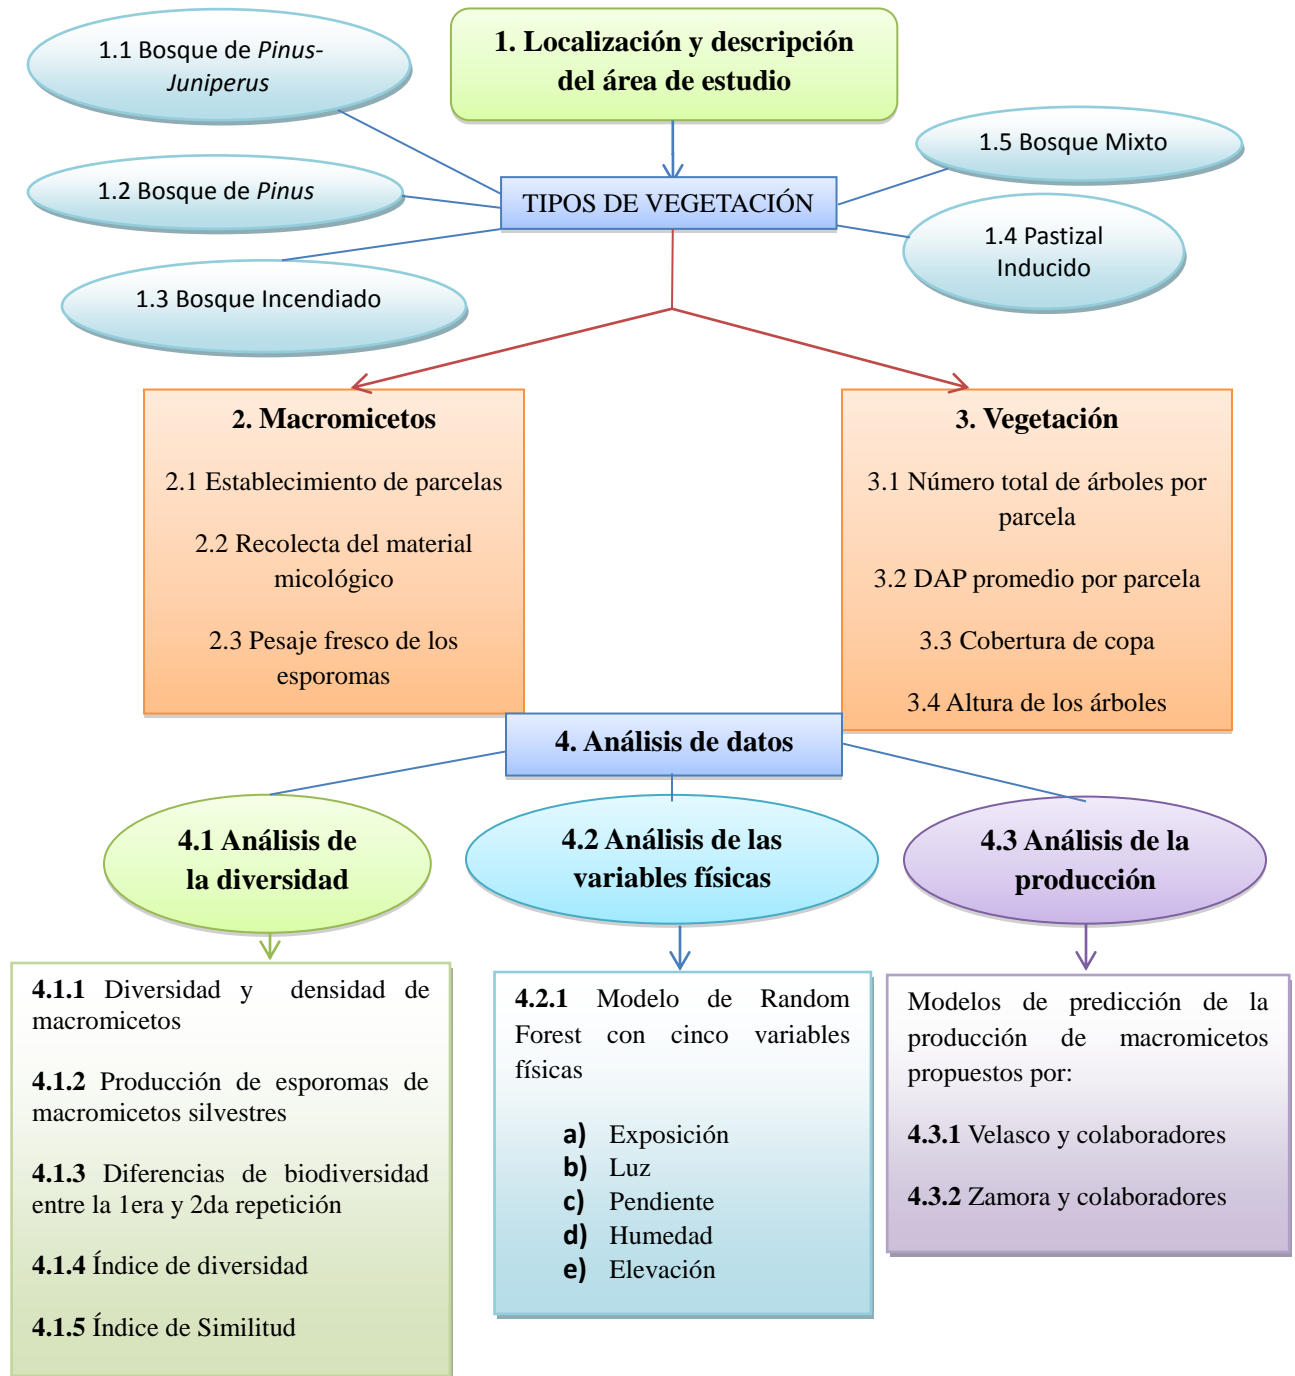 1. Localización y descripción
del área de estudio
1.1 Bosque de Pinus-
Juniperus
1.2 Bosque de Pinus
1.3 Bosque Incendiado
TIPOS DE VEGETACIÓN
1.5 Bosque Mixto
1.4 Pastizal
Inducido
2. Macromicetos
2.1 Establecimiento de parcelas
2.2 Recolecta del material
micológico
2.3 Pesaje fresco de los
esporomas
3. Vegetación
3.1 Número total de árboles por
parcela
3.2 DAP promedio por parcela
3.3 Cobertura de copa
3.4 Altura de los árboles
4. Análisis de datos
4.1 Análisis de
la diversidad
4.1.1 Diversidad y densidad de
macromicetos
4.1.2 Producción de esporomas de
macromicetos silvestres
4.1.3 Diferencias de biodiversidad
entre la 1era y 2da repetición
4.1.4 Índice de diversidad
4.1.5 Índice de Similitud
4.2 Análisis de las
variables físicas
4.2.1 Modelo de Random
Forest con cinco variables
físicas
a) Exposición
b) Luz
c) Pendiente
d) Humedad
e) Elevación
4.3 Análisis de la
producción
Modelos de predicción de la
producción de macromicetos
propuestos por:
4.3.1 Velasco y colaboradores
4.3.2 Zamora y colaboradores